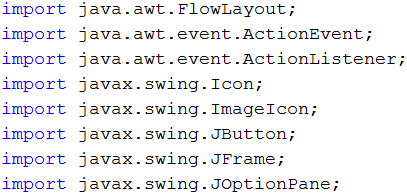 import java.awt.FlowLayout;
import java.awt.event.ActionEvent;
import java.awt.event.ActionListener;
import javax.swing.Icon;
import javax.swing.ImageIcon;
import javax.swing.JButton;
import javax.swing.JFrame;
import javax.swing.JOptionPane;